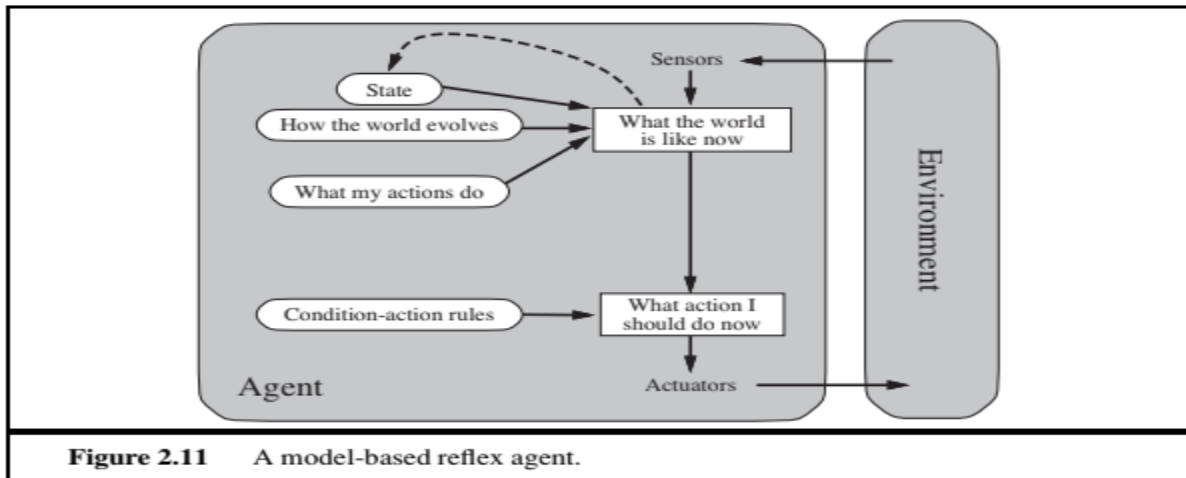 Sensors
State
How the world evolves
What the world
is like now
What my actions do
Environment
Condition-action rules
What action I
should do now
Agent
Actuators
Figure 2.11 A model-based reflex agent.